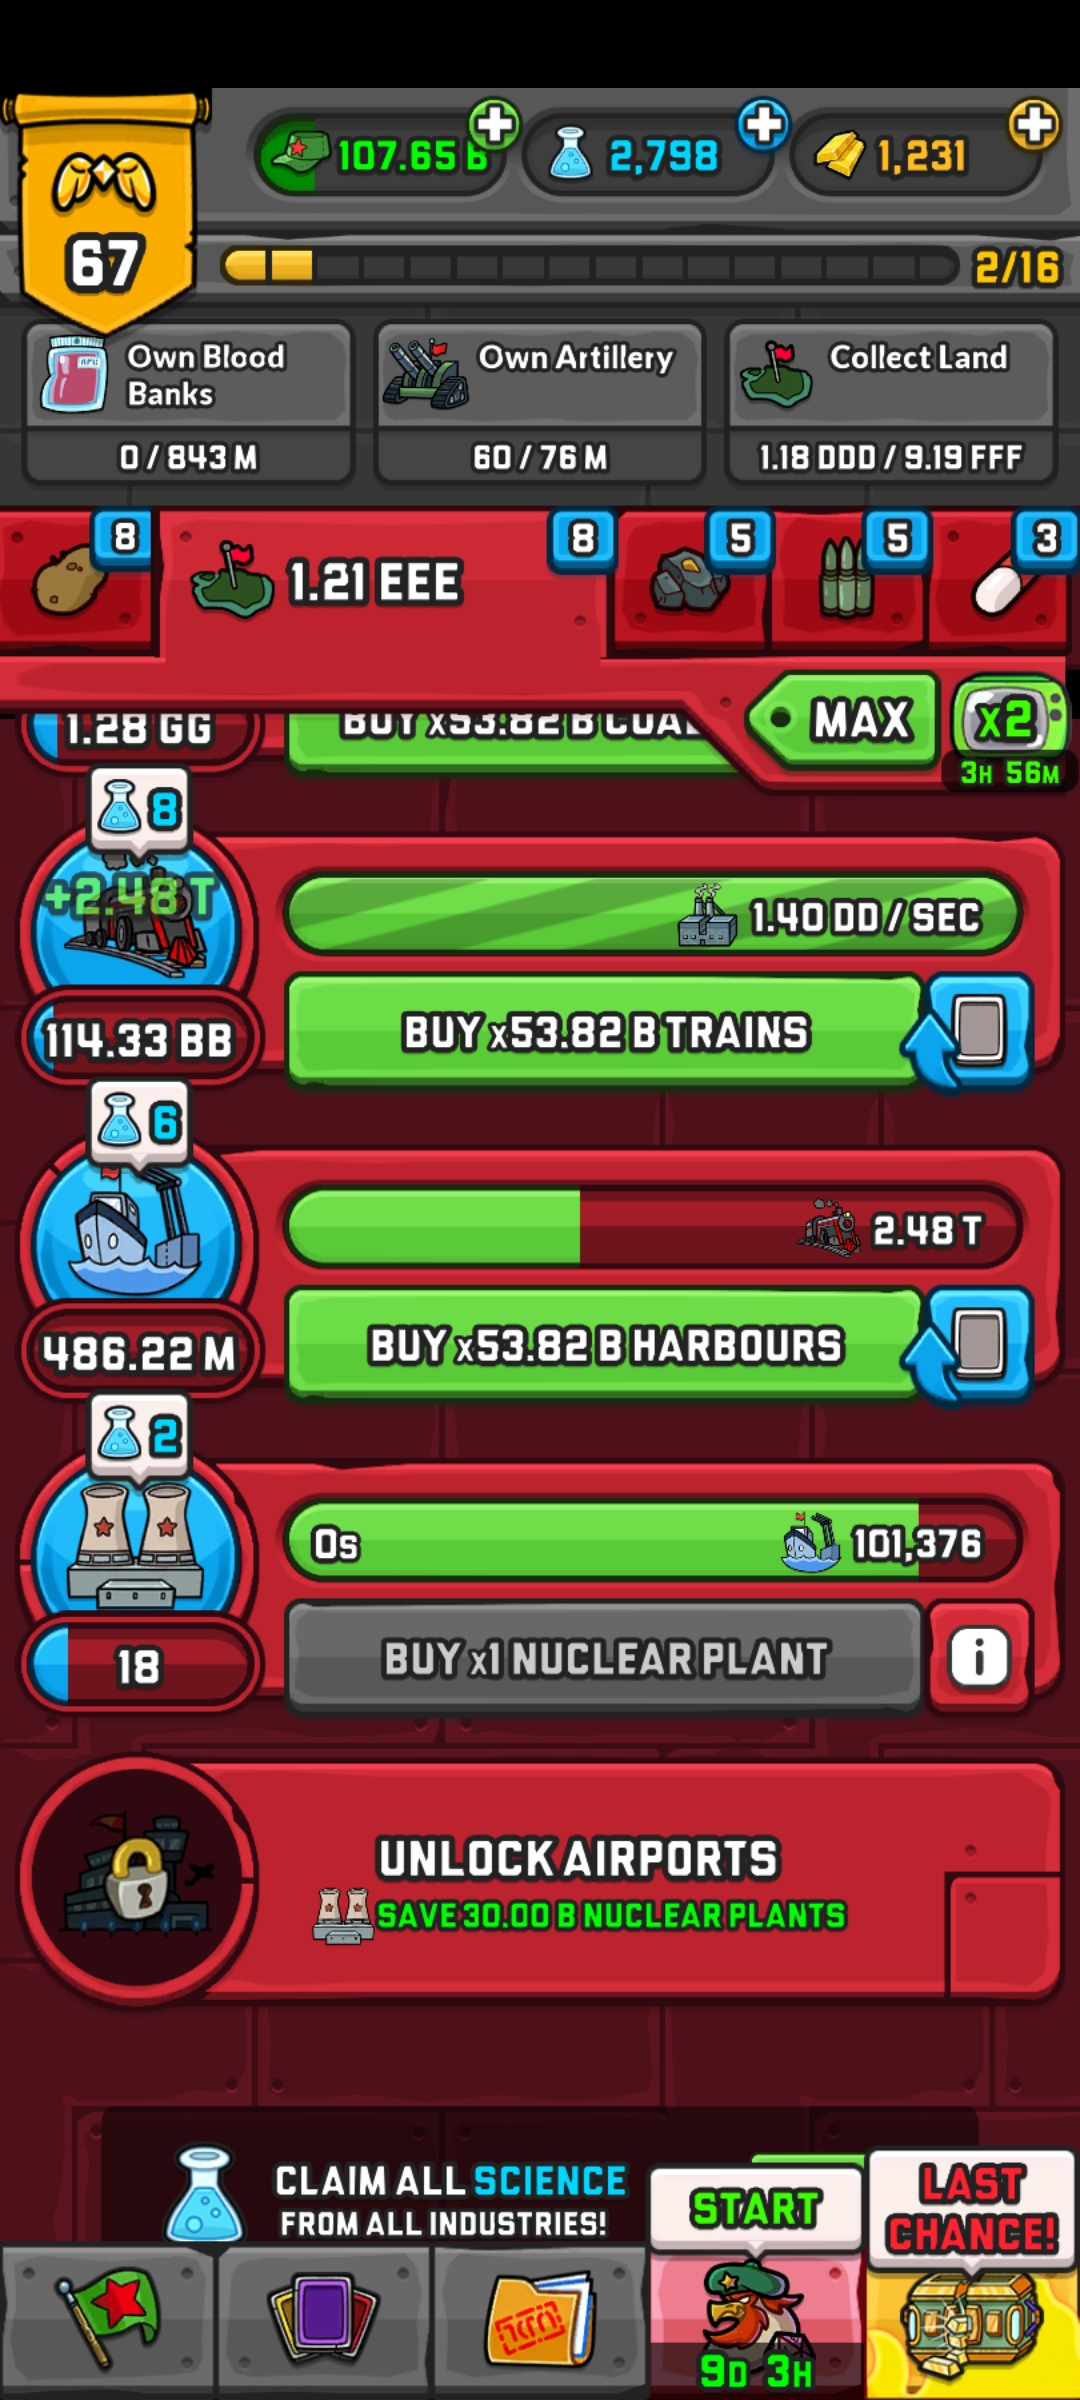 107.65 B
2,798
1,231
67
2/16
Own Blood
Banks
0 / 843 M
Own Artillery
60 / 76 M
Collect Land
1.18 DDD / 9.19 FFF
8
1.21 EEE
8
5
5
3
MAX
x2
3H 56M
1.28 GG
BUY x53.82 B COAL
8
+2.48 T
1.40 DD / SEC
114.33 BB
BUY x53.82 B TRAINS
6
2.48 T
486.22 M
BUY x53.82 B HARBOURS
2
0s
101,376
18
BUY x1 NUCLEAR PLANT
i
UNLOCK AIRPORTS
SAVE 30.00 B NUCLEAR PLANTS
CLAIM ALL SCIENCE
FROM ALL INDUSTRIES!
START
LAST
CHANCE!
9D 3H